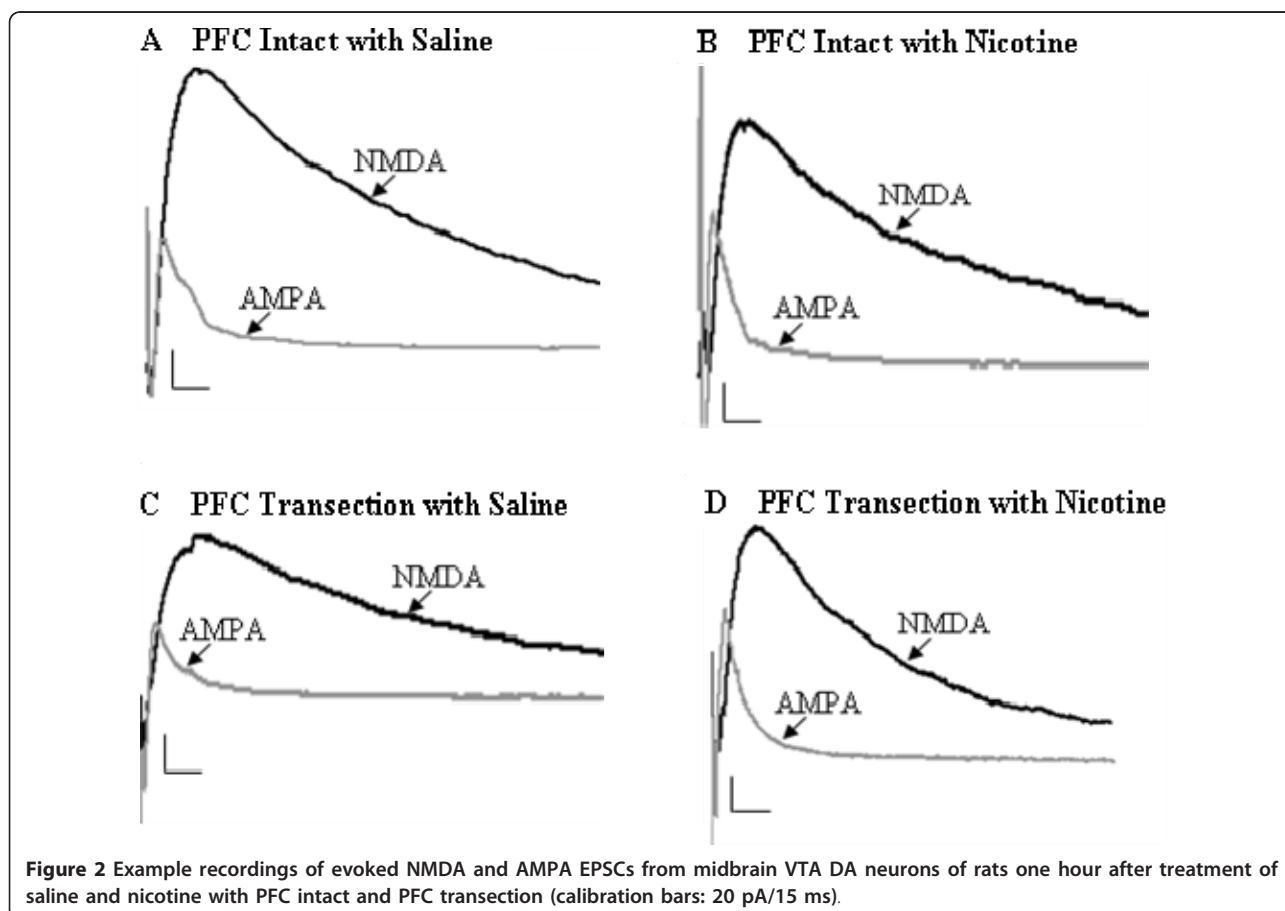 A PFC Intact with Saline
B PFC Intact with Nicotine
NMDA
AMPA
NMDA
AMPA
C PFC Transection with Saline
D PFC Transection with Nicotine
NMDA
AMPA
NMDA
AMPA
Figure 2 Example recordings of evoked NMDA and AMPA EPSCs from midbrain VTA DA neurons of rats one hour after treatment of
saline and nicotine with PFC intact and PFC transection (calibration bars: 20 pA/15 ms).